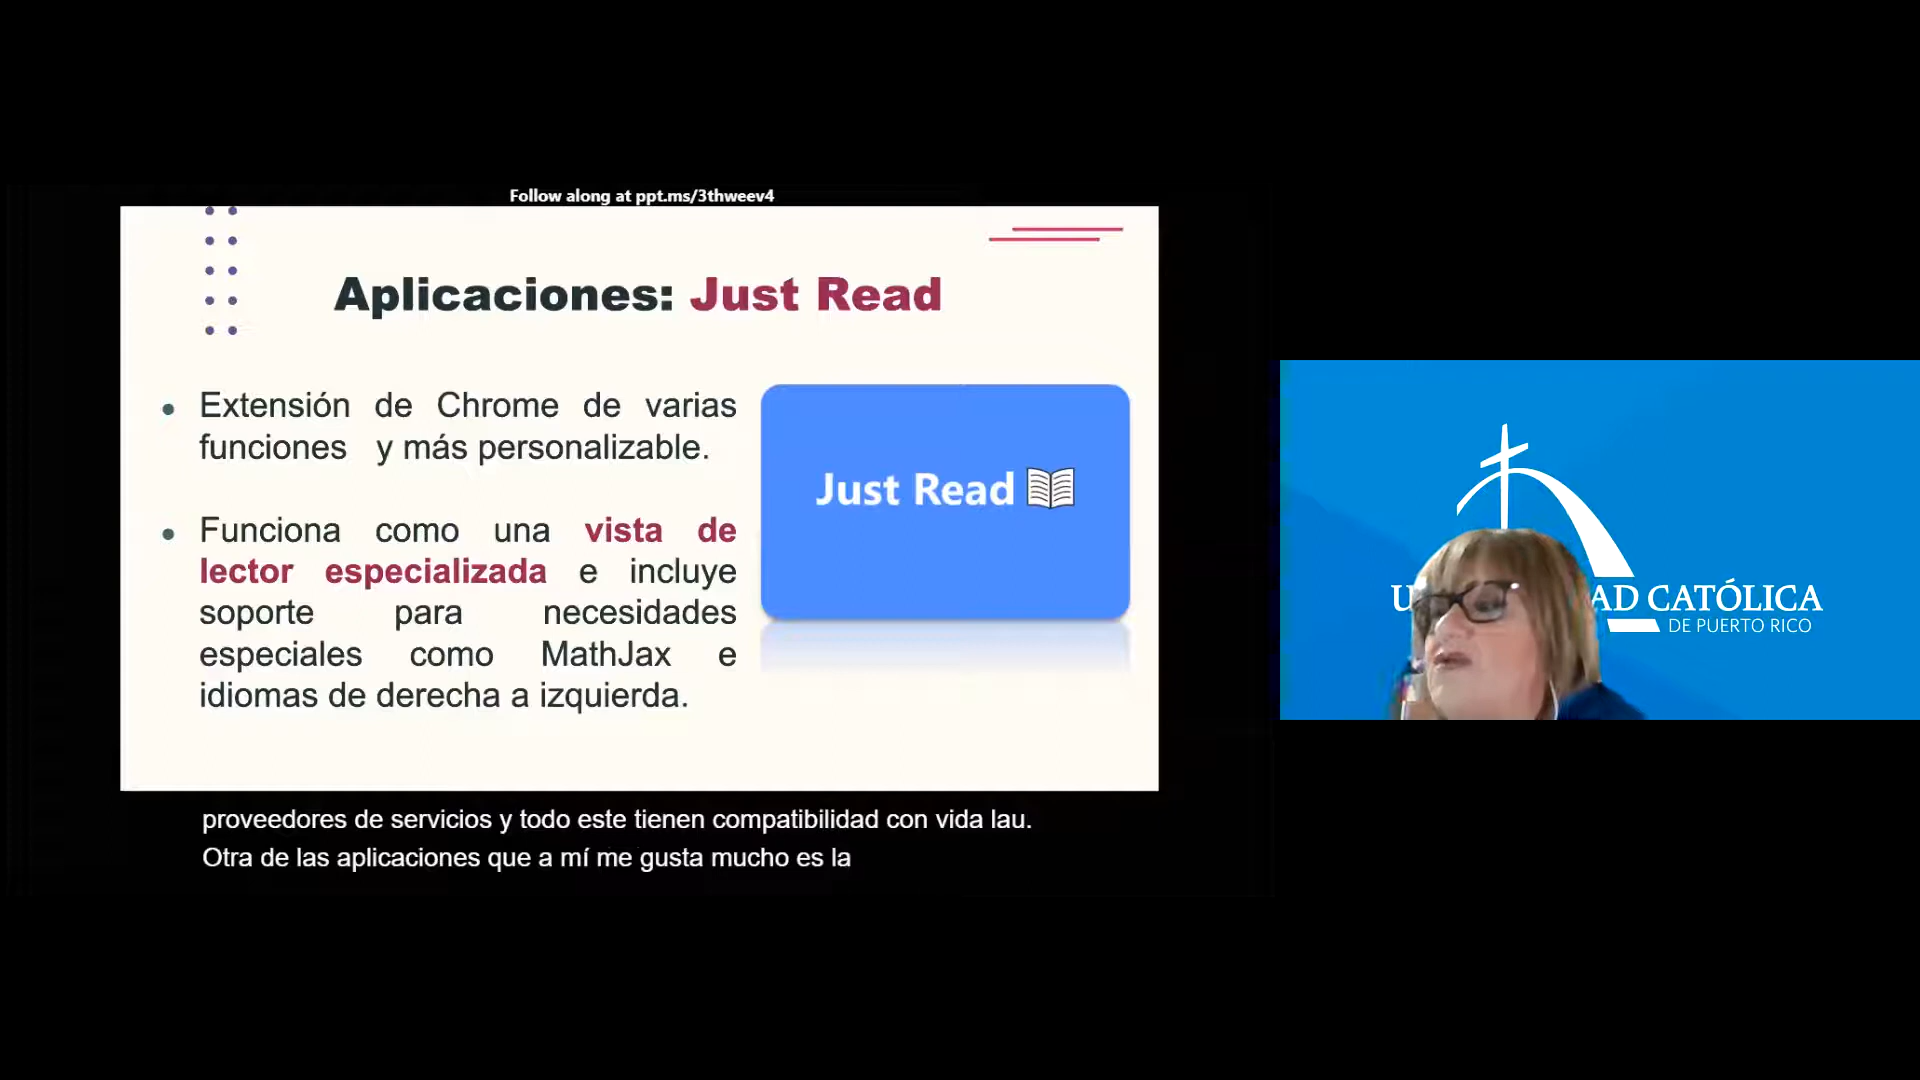 Follow along at ppt.ms/3thweev4
Aplicaciones: Just Read
Extensión de Chrome de varias
funciones y más personalizable.
Funciona como una vista de
lector especializada e incluye
soporte para necesidades
especiales como MathJax e
idiomas de derecha a izquierda.
Just Read
proveedores de servicios y todo este tienen compatibilidad con vida lau.
Otra de las aplicaciones que a mí me gusta mucho es la
U AD CATÓLICA
DE PUERTO RICO